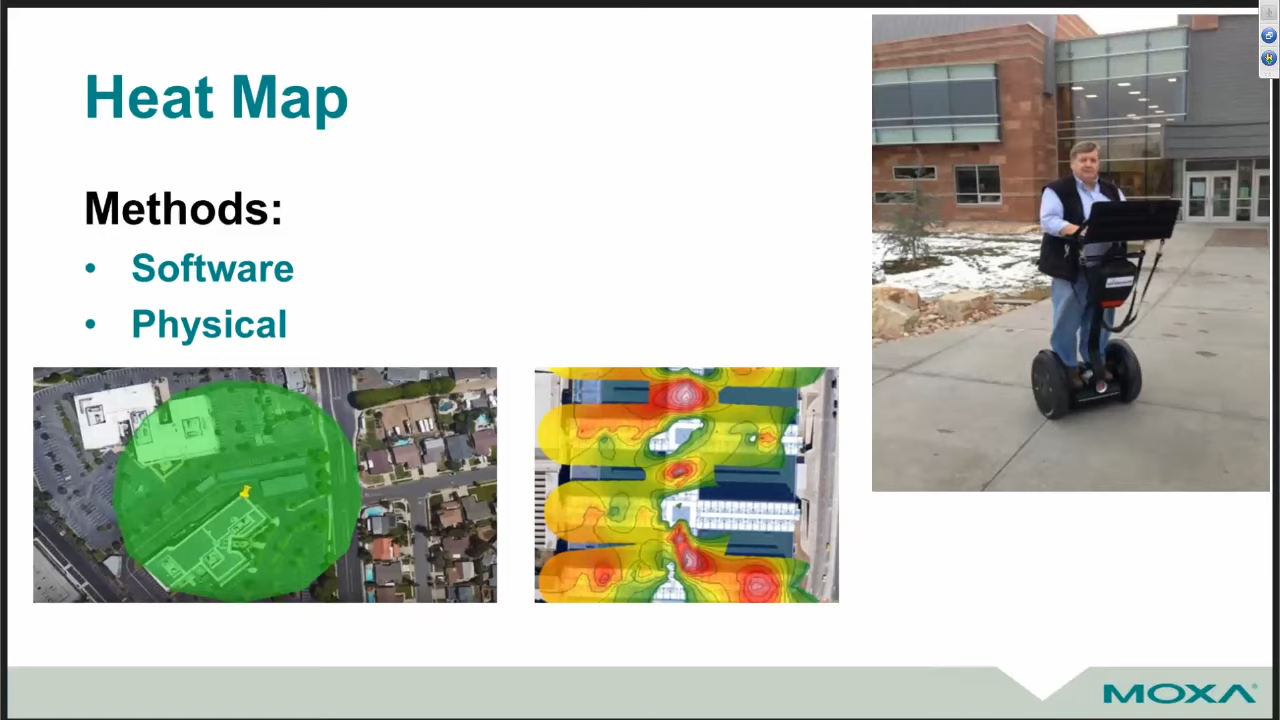 Heat Map
Methods:
• Software
• Physical
MOXA®